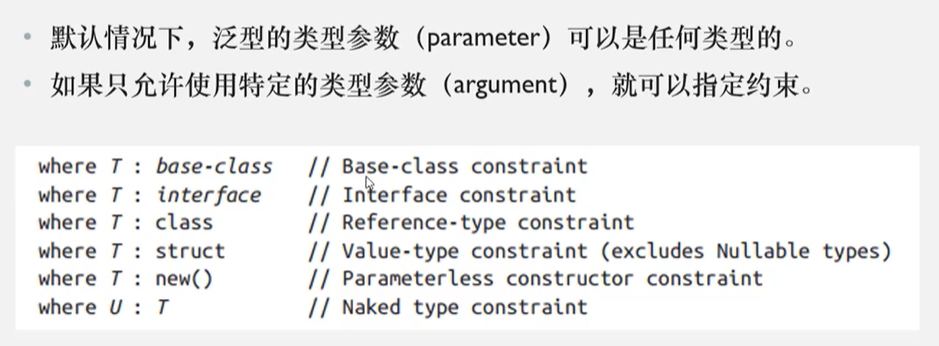 • 默认情况下，泛型的类型参数（parameter）可以是任何类型的。
• 如果只允许使用特定的类型参数（argument），就可以指定约束。
where T : base-class // Base-class constraint
where T : interface // Interface constraint
where T : class // Reference-type constraint
where T : struct // Value-type constraint (excludes Nullable types)
where T : new() // Parameterless constructor constraint
where U : T // Naked type constraint